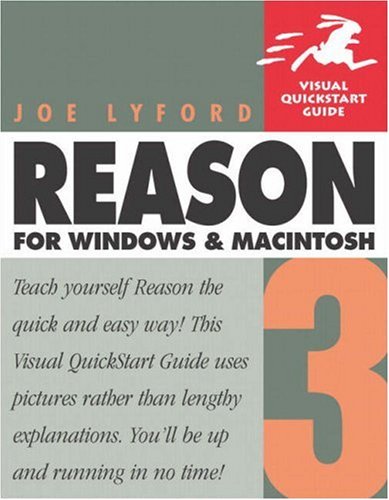 VISUAL
QUICKSTART
GUIDE
JOE LYFORD
REASON
FOR WINDOWS & MACINTOSH
3
Teach yourself Reason the
quick and easy way! This
Visual QuickStart Guide uses
pictures rather than lengthy
explanations. You'll be up
and running in no time!